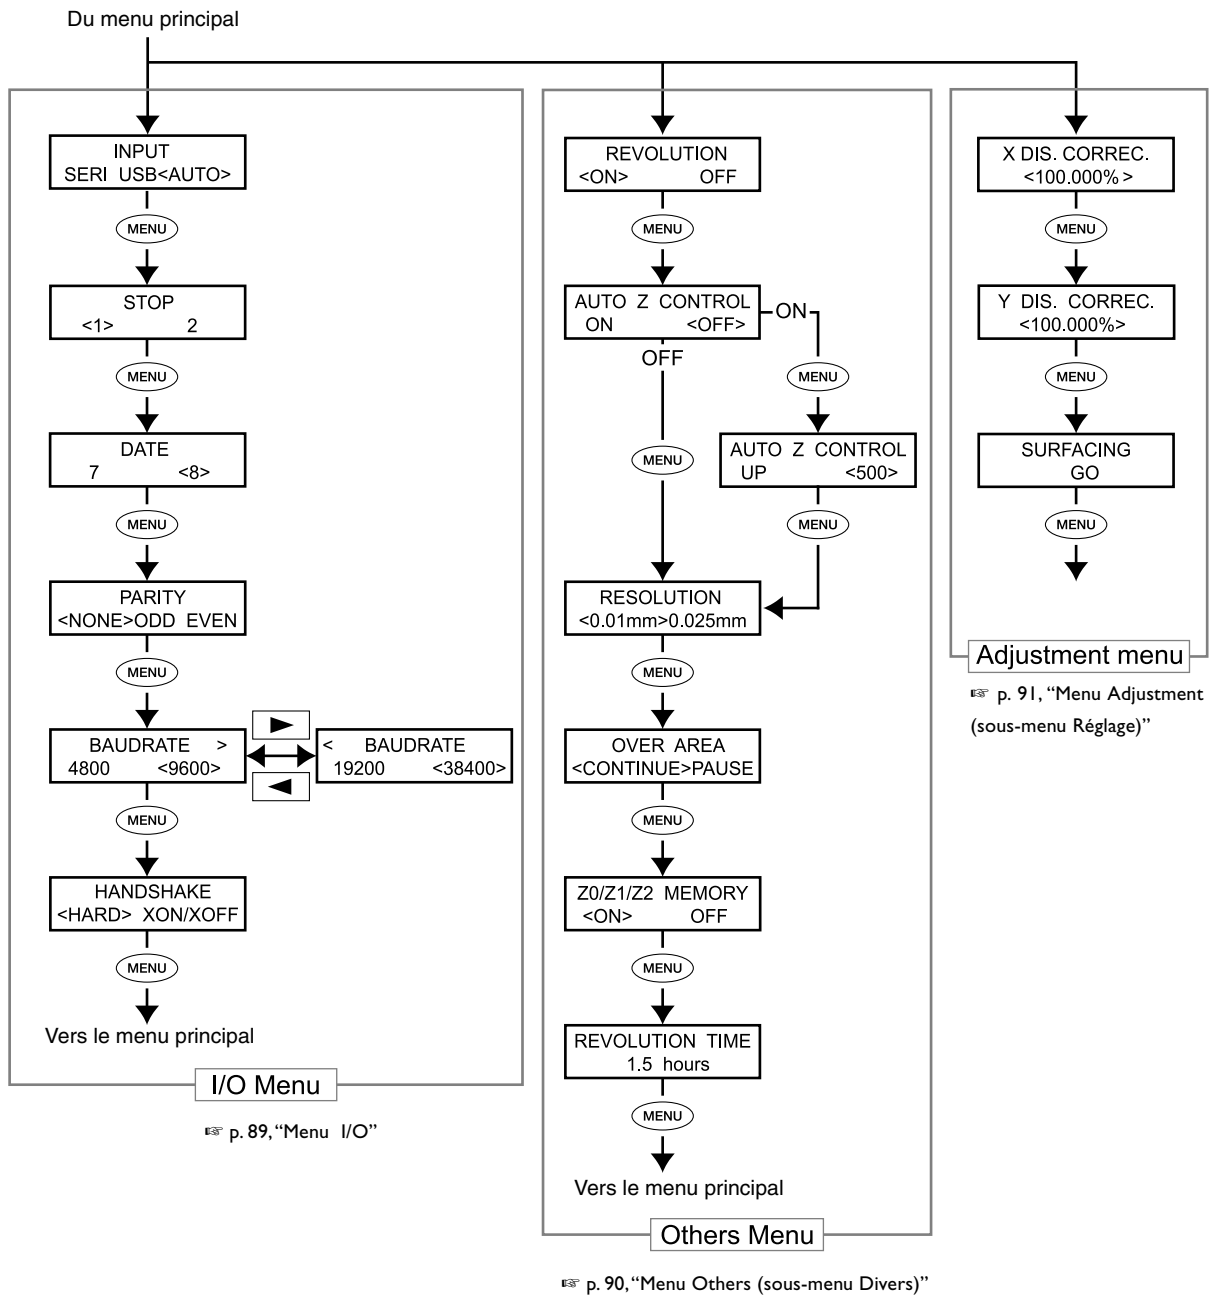 Du menu principal
INPUT
SERI USB<AUTO>
MENU
STOP
<1> 2
MENU
DATE
7 <8>
MENU
PARITY
<NONE>ODD EVEN
MENU
BAUDRATE >
4800 <9600>
< BAUDRATE
19200 <38400>
MENU
HANDSHAKE
<HARD> XON/XOFF
MENU
Vers le menu principal
I/O Menu
☞ p. 89, “Menu I/O”
REVOLUTION
<ON> OFF
MENU
AUTO Z CONTROL
ON <OFF>
ON
OFF
MENU
MENU
AUTO Z CONTROL
UP <500>
MENU
RESOLUTION
<0.01mm>0.025mm
MENU
OVER AREA
<CONTINUE>PAUSE
MENU
Z0/Z1/Z2 MEMORY
<ON> OFF
MENU
REVOLUTION TIME
1.5 hours
MENU
Vers le menu principal
Others Menu
☞ p. 90, “Menu Others (sous-menu Divers)”
X DIS. CORREC.
<100.000% >
MENU
Y DIS. CORREC.
<100.000%>
MENU
SURFACING
GO
MENU
Adjustment menu
☞ p. 91, “Menu Adjustment
(sous-menu Réglage)”